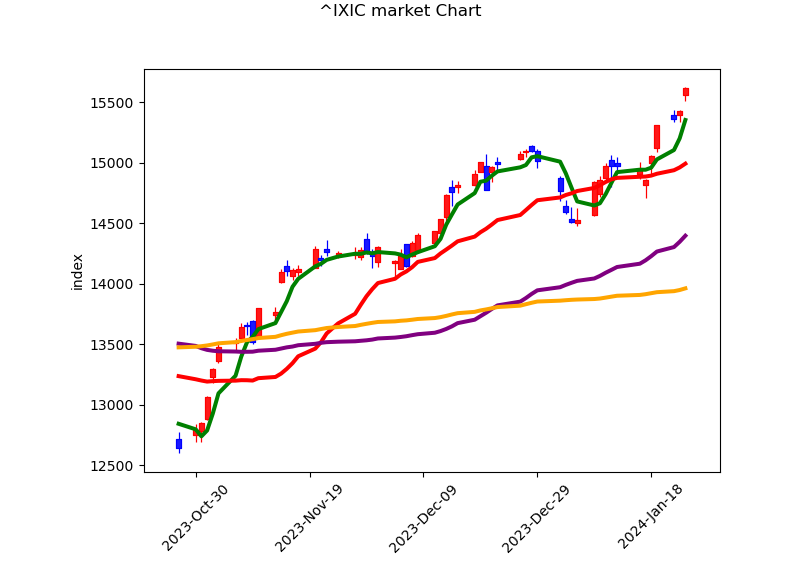 ^IXIC market Chart
15500
15000
14500
14000
13500
13000
12500
index
2023-Oct-30
2023-Nov-19
2023-Dec-09
2023-Dec-29
2024-Jan-18